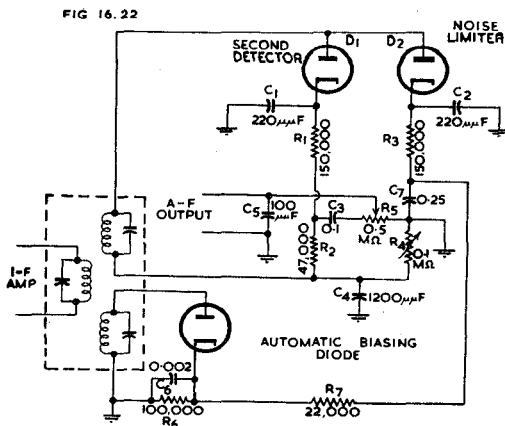 FIG 16.22
NOISE
LIMITER
SECOND
DETECTOR
D1
D2
C1
220μμF
C2
220μμF
R1
150,000
R3
150,000
A-F
OUTPUT
C5
100
μμF
C3
0.1
R5
0.5
MΩ
C7
0.25
R2
47,000
R4
0.1
MΩ
I-F
AMP
C4
1200μμF
AUTOMATIC BIASING
DIODE
0.002
C6
100,000
R6
R7
22,000